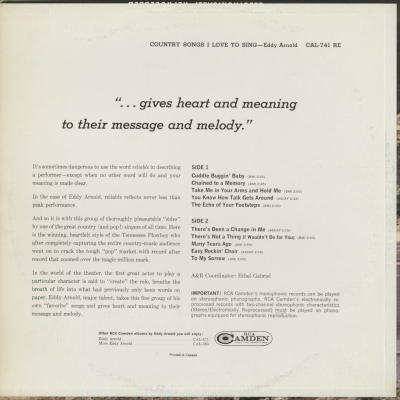 COUNTRY SONGS I LOVE TO SING—Eddy Arnold CAL-741 RE
“. . . gives heart and meaning
to their message and melody.”
It's sometimes dangerous to use the word reliable in describing
a performer—except when no other word will do and your
meaning is made clear.
In the case of Eddy Arnold, reliable reflects never less than
peak performance.
And so it is with this group of thoroughly pleasurable “sides”
by one of the great country (and pop!) singers of all time. Here
is the winning, heartfelt style of the Tennessee Plowboy who
after completely capturing the entire country-music audience
went on to crack the tough “pop” market with record after
record that zoomed over the magic million mark.
In the world of the theater, the first great actor to play a
particular character is said to “create” the role, breathe the
breath of life into what had previously only been words on
paper. Eddy Arnold, major talent, takes this fine group of his
own “favorite” songs and gives heart and meaning to their
message and melody.
SIDE 1
Cuddle Buggin' Baby
Chained to a Memory
Take Me in Your Arms and Hold Me
You Know How Talk Gets Around
The Echo of Your Footsteps
SIDE 2
There's Been a Change in Me
There's Not a Thing (I Wouldn't Do for You)
Many Years Ago
Easy Rockin' Chair
To My Sorrow
A&R Coordinator: Ethel Gabriel
IMPORTANT! RCA Camden's monophonic records can be played
on stereophonic phonographs. RCA Camden's electronically re-
processed records with two-channel stereophonic characteristics
(Stereo/Electronically Reprocessed) must be played on phono-
graphs equipped for stereophonic reproduction.
Other RCA Camden albums by Eddy Arnold you will enjoy:
Eddy Arnold CAL-471
More Eddy Arnold
RCA
CAMDEN
Printed in Canada